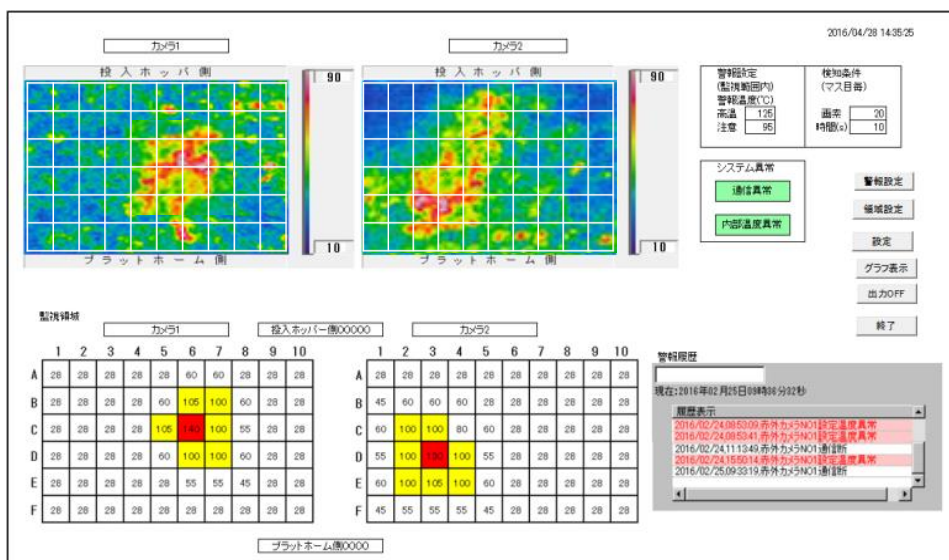 2016/04/28 14:35:25
カメラ1
カメラ2
投入ホッパ側
90
10
プラットホーム側
投入ホッパ側
90
10
プラットホーム側
警報設定
(監視範囲内)
警報温度(℃)
高温 125
注意 95
検知条件
(マス目毎)
画素 20
時間(s) 10
システム異常
通信異常
内部温度異常
警報設定
領域設定
設定
グラフ表示
出力OFF
終了
監視領域
カメラ1
投入ホッパー側00000
カメラ2
1 2 3 4 5 6 7 8 9 10
A 28 28 28 28 28 60 60 28 28 28
B 28 28 28 28 60 105 100 60 28 28
C 28 28 28 28 105 140 100 55 28 28
D 28 28 28 28 60 100 100 60 28 28
E 28 28 28 28 28 55 55 45 28 28
F 28 28 28 28 28 28 28 28 28 28
1 2 3 4 5 6 7 8 9 10
A 28 28 28 28 28 28 28 28 28 28
B 45 60 60 60 28 28 28 28 28 28
C 60 100 100 80 60 28 28 28 28 28
D 55 100 100 55 28 28 28 28 28
E 60 100 105 100 60 28 28 28 28 28
F 45 55 55 55 45 28 28 28 28 28
プラットホーム側0000
警報履歴
現在:2016年02月25日09時36分32秒
履歴表示
2016/02/24,08:53:09,赤外カメラNO1設定温度異常
2016/02/24,08:53:41,赤外カメラNO1設定温度異常
2016/02/24,11:13:49,赤外カメラNO1通信断
2016/02/24,15:50:14,赤外カメラNO1設定温度異常
2016/02/25,09:33:19,赤外カメラNO1通信断